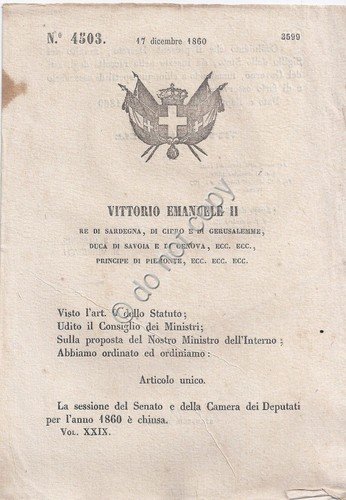 N.° 4503.
17 dicembre 1860
3599
VITTORIO EMANUELE II
RE DI SARDEGNA, DI CIPRO E DI GERUSALEMME,
DUCA DI SAVOIA E DI GENOVA, ECC. ECC.,
PRINCIPE DI PIEMONTE, ECC. ECC. ECC.
Visto l'art. 9 dello Statuto;
Udito il Consiglio dei Ministri;
Sulla proposta del Nostro Ministro dell'Interno;
Abbiamo ordinato ed ordiniamo:
Articolo unico.
La sessione del Senato e della Camera dei Deputati
per l'anno 1860 è chiusa.
VOL. XXIX.
© do not copy